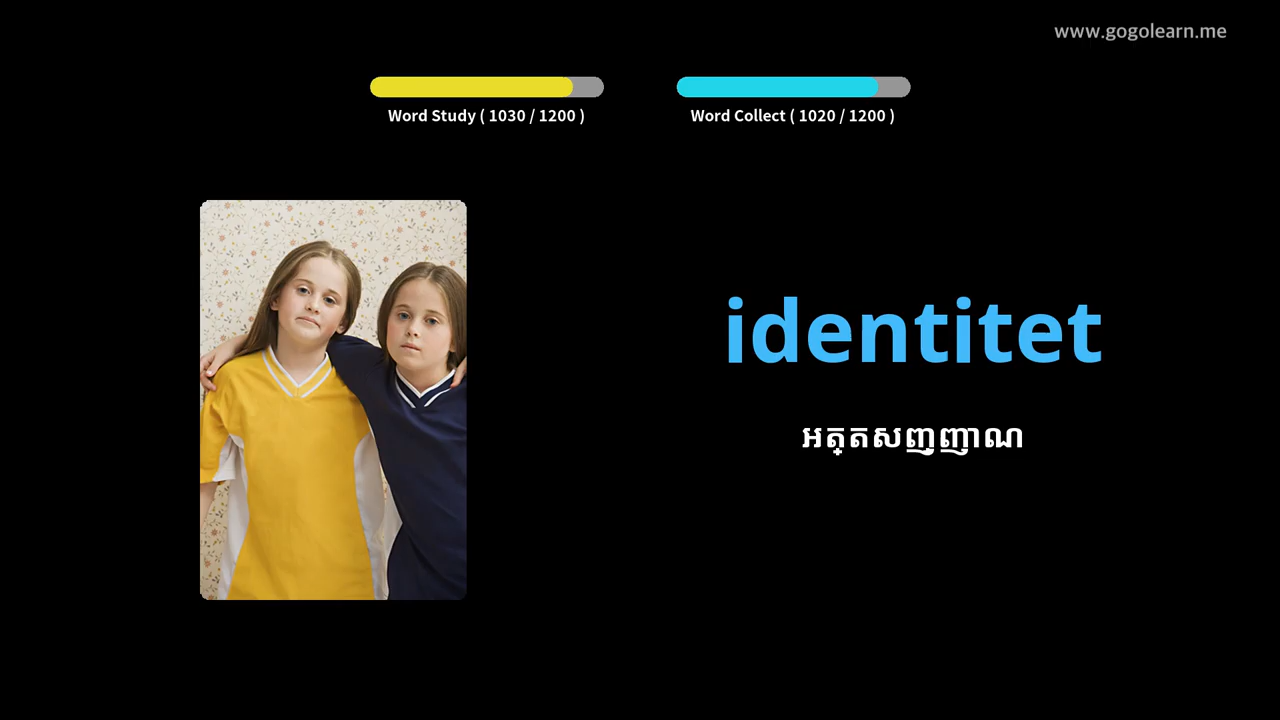 www.gogolearn.me
Word Study ( 1030 / 1200 )
Word Collect ( 1020 / 1200 )
identitet
អត្តសញ្ញាណ